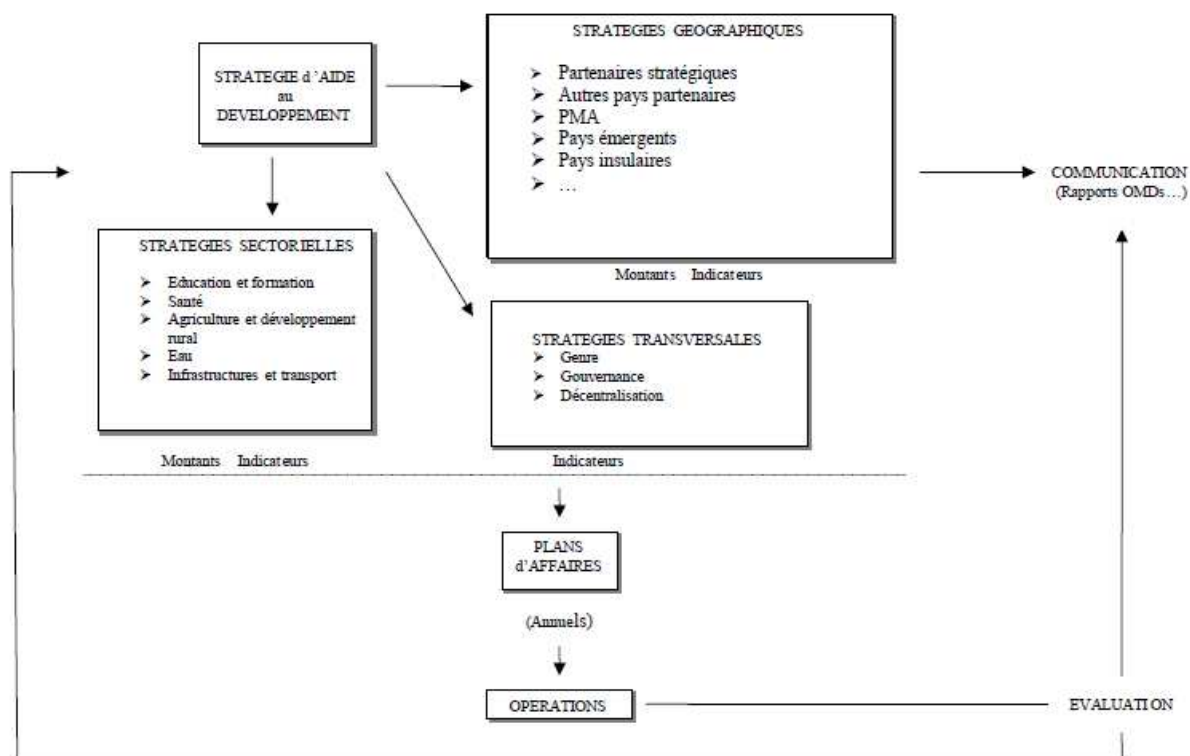 STRATEGIE d ’AIDE
au
DEVELOPPEMENT
STRATEGIES GEOGRAPHIQUES
➢ Partenaires stratégiques
➢ Autres pays partenaires
➢ PMA
➢ Pays émergents
➢ Pays insulaires
➢ …
COMMUNICATION
(Rapports OMDs…)
STRATEGIES SECTORIELLES
➢ Education et formation
➢ Santé
➢ Agriculture et développement
rural
➢ Eau
➢ Infrastructures et transport
Montants Indicateurs
STRATEGIES TRANSVERSALES
➢ Genre
➢ Gouvernance
➢ Décentralisation
Montants Indicateurs
Indicateurs
PLANS
d’AFFAIRES
(Annuels)
OPERATIONS
EVALUATION